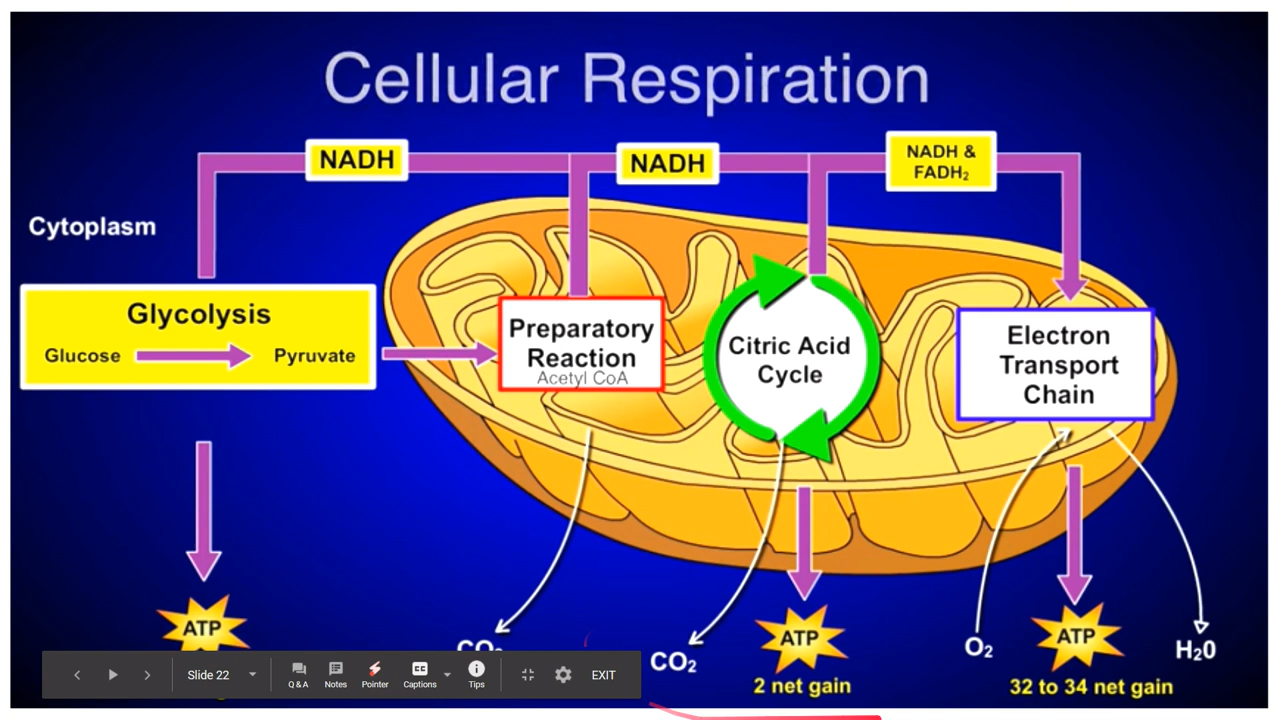 Cellular Respiration
NADH
NADH
NADH &
FADH₂
Cytoplasm
Glycolysis
Glucose
Pyruvate
Preparatory
Reaction
Acetyl CoA
Citric Acid
Cycle
Electron
Transport
Chain
ATP
CO₂
CO₂
ATP
2 net gain
O₂
ATP
H₂0
32 to 34 net gain
Slide 22
Q & A
Notes
Pointer
CC
Captions
Tips
EXIT